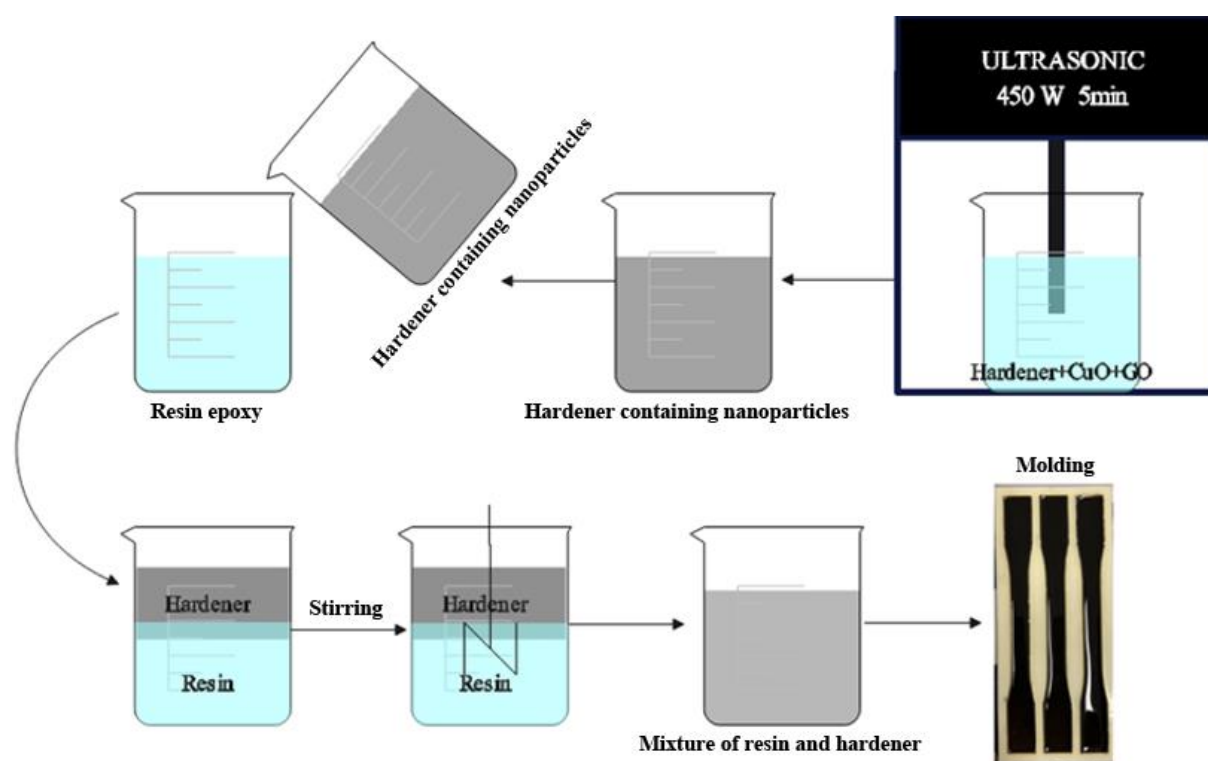 ULTRASONIC
450 W 5min
Hardener+CuO+GO
Hardener containing nanoparticles
Hardener containing nanoparticles
Resin epoxy
Hardener
Resin
Stirring
Hardener
Resin
Mixture of resin and hardener
Molding